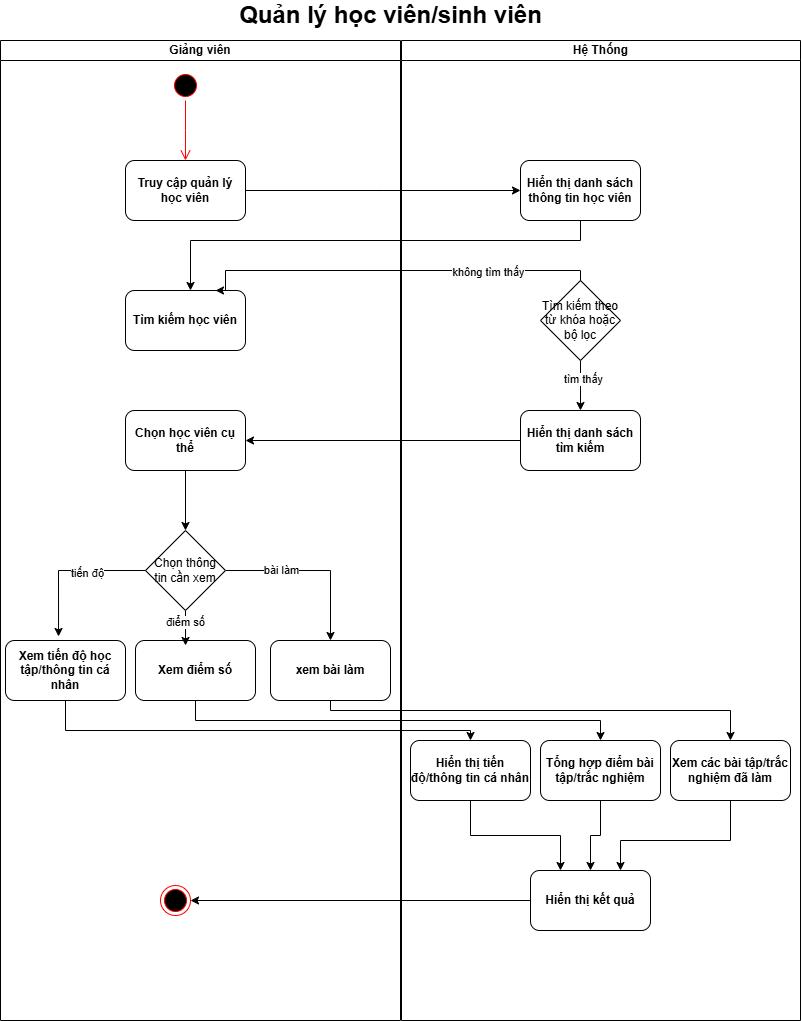 Quản lý học viên/sinh viên
Giảng viên
Hệ Thống
Truy cập quản lý
học viên
Hiển thị danh sách
thông tin học viên
không tìm thấy
Tìm kiếm học viên
Tìm kiếm theo
từ khóa hoặc
bộ lọc
tìm thấy
Chọn học viên cụ
thể
Hiển thị danh sách
tìm kiếm
Chọn thông
tin cần xem
tiến độ
bài làm
điểm số
Xem tiến độ học
tập/thông tin cá
nhân
Xem điểm số
xem bài làm
Hiển thị tiến
độ/thông tin cá nhân
Tổng hợp điểm bài
tập/trắc nghiệm
Xem các bài tập/trắc
nghiệm đã làm
Hiển thị kết quả